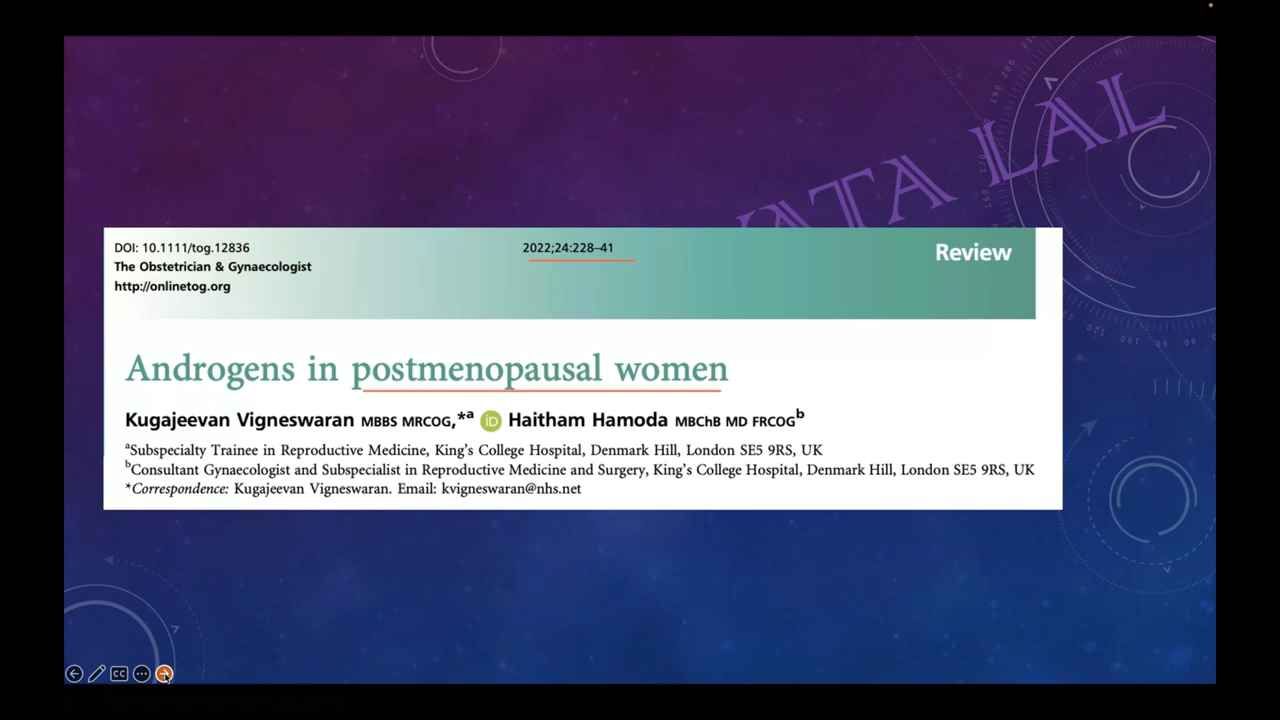 LAL
DOI: 10.1111/tog.12836
The Obstetrician & Gynaecologist
http://onlinetog.org
2022;24:228–41
Review
Androgens in postmenopausal women
Kugajeevan Vigneswaran MBBS MRCOG,*a iD Haitham Hamoda MBChB MD FRCOGb
aSubspecialty Trainee in Reproductive Medicine, King's College Hospital, Denmark Hill, London SE5 9RS, UK
bConsultant Gynaecologist and Subspecialist in Reproductive Medicine and Surgery, King's College Hospital, Denmark Hill, London SE5 9RS, UK
*Correspondence: Kugajeevan Vigneswaran. Email: kvigneswaran@nhs.net
CC